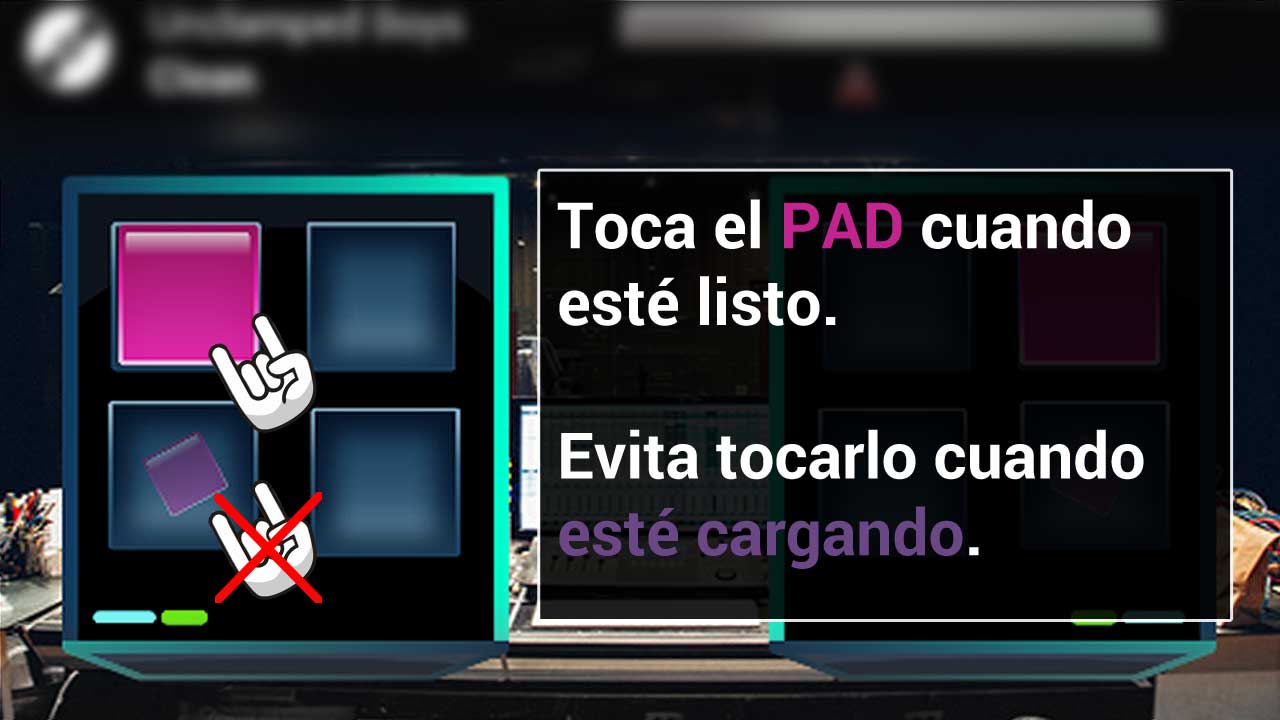 Toca el PAD cuando
esté listo.
Evita tocarlo cuando
esté cargando.